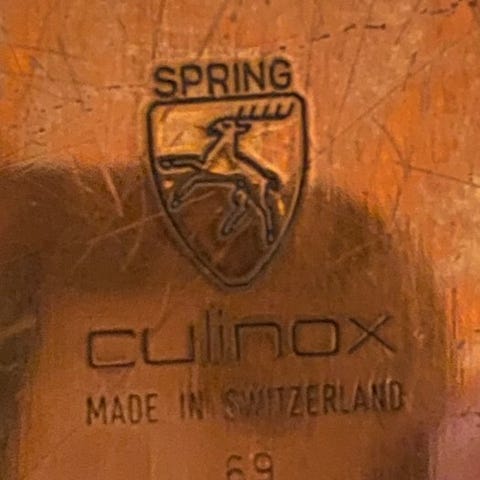 SPRING
culinox
MADE IN SWITZERLAND
69